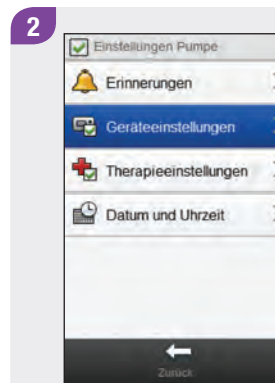 2
Einstellungen Pumpe
Erinnerungen
Geräteeinstellungen
Therapieeinstellungen
Datum und Uhrzeit
Zurück